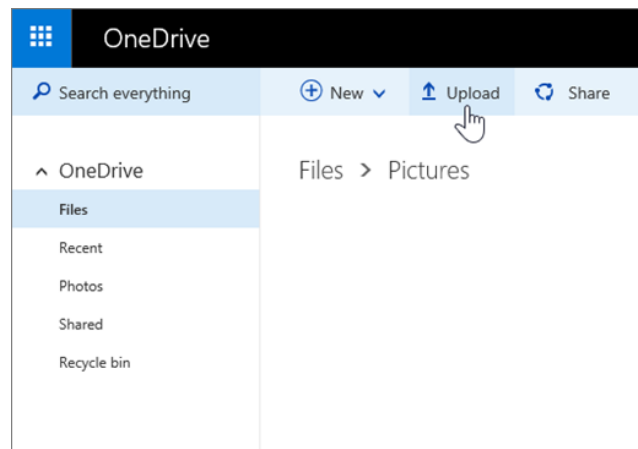 OneDrive
Search everything
New
Upload
Share
OneDrive
Files
Recent
Photos
Shared
Recycle bin
Files > Pictures